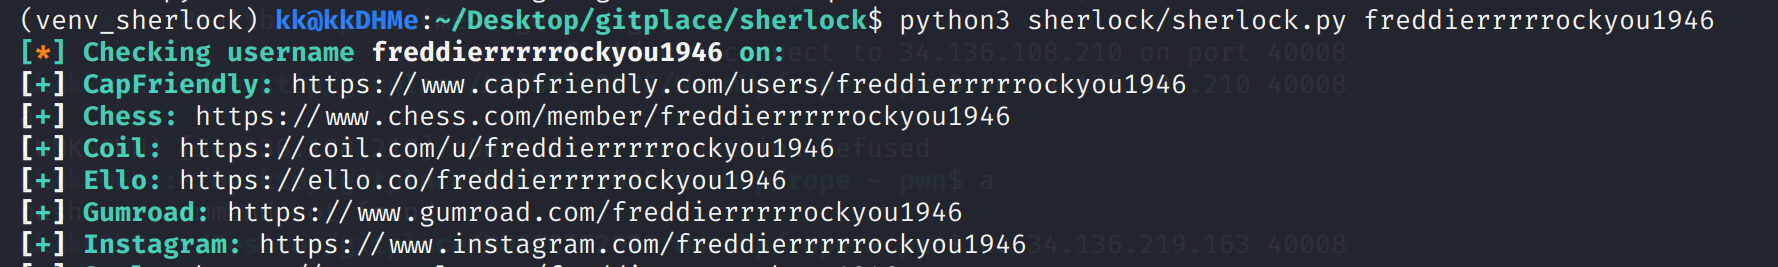 (venv_sherlock) kk@kkDHMe:~/Desktop/gitplace/sherlock$ python3 sherlock/sherlock.py freddierrrrrockyou1946
[*] Checking username freddierrrrrockyou1946 on:
[+] CapFriendly: https://www.capfriendly.com/users/freddierrrrrockyou1946
[+] Chess: https://www.chess.com/member/freddierrrrrockyou1946
[+] Coil: https://coil.com/u/freddierrrrrockyou1946
[+] Ello: https://ello.co/freddierrrrrockyou1946
[+] Gumroad: https://www.gumroad.com/freddierrrrrockyou1946
[+] Instagram: https://www.instagram.com/freddierrrrrockyou1946